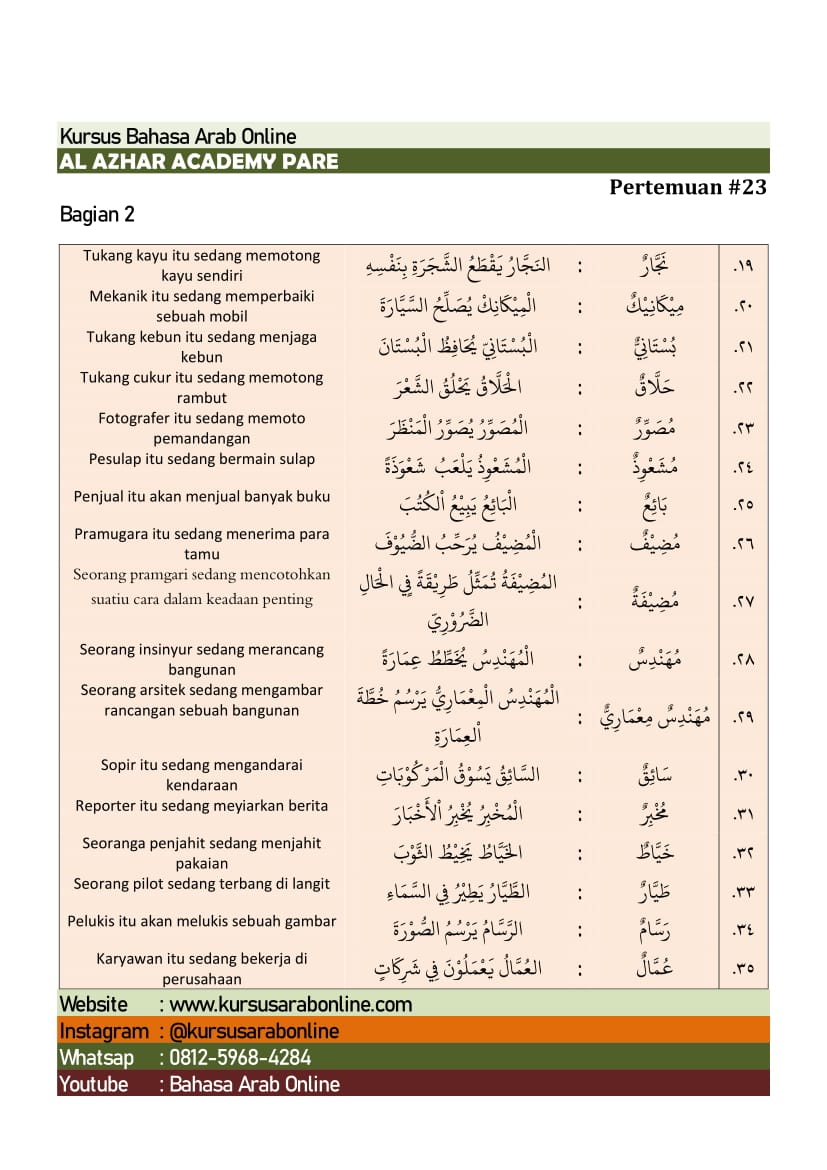 Kursus Bahasa Arab Online
AL AZHAR ACADEMY PARE
Pertemuan #23
Bagian 2
١٩. نَجَّارٌ : النَجَّارُ يَقْطَعُ الشَّجَرَةِ بِنَفْسِهِ
Tukang kayu itu sedang memotong
kayu sendiri
٢٠. مِيْكَانِيْكٌ : الْمِيْكَانِكْ يُصَلِّحُ السَّيَّارَةَ
Mekanik itu sedang memperbaiki
sebuah mobil
٢١. بُسْتَانِيٌّ : الْبُسْتَانِيّ يُحَافِظُ الْبُسْتَانَ
Tukang kebun itu sedang menjaga
kebun
٢٢. حَلَّاقٌ : الْحَلَّاقُ يَحْلُقُ الشَّعْرَ
Tukang cukur itu sedang memotong
rambut
٢٣. مُصَوِّرٌ : الْمُصَوِّرُ يُصَوِّرُ الْمَنْظَرَ
Fotografer itu sedang memoto
pemandangan
٢٤. مُشَعْوِذٌ : الْمُشَعْوِذُ يَلْعَبُ شَعْوَذَةً
Pesulap itu sedang bermain sulap
٢٥. بَائِعٌ : الْبَائِعُ يَبِيْعُ اْلكُتُبَ
Penjual itu akan menjual banyak buku
٢٦. مُضِيْفٌ : الْمُضِيْفُ يُرَحِّبُ الضُّيُوْفَ
Pramugara itu sedang menerima para
tamu
٢٧. مُضِيْفَةٌ : المُضِيْفَةُ تُمَثِّلُ طَرِيْقَةً فِي الْحَالِ
الضَّرُوْرِيّ
Seorang pramgari sedang mencotohkan
suatiu cara dalam keadaan penting
٢٨. مُهَنْدِسٌ : الْمُهَنْدِسُ يُخَطِّطُ عِمَارَةً
Seorang insinyur sedang merancang
bangunan
٢٩. مُهَنْدِسٌ مِعْمَارِيٌّ : الْمُهَنْدِسُ الْمِعْمَارِيُّ يَرْسُمُ خُطَّةَ
اْلعِمَارَةِ
Seorang arsitek sedang mengambar
rancangan sebuah bangunan
٣٠. سَائِقٌ : السَّائِقُ يَسُوْقُ الْمَرْكُوْبَاتِ
Sopir itu sedang mengandarai
kendaraan
٣١. مُخْبِرٌ : الْمُخْبِرُ يُخْبِرُ اْلأَخْبَارَ
Reporter itu sedang meyiarkan berita
٣٢. خَيَّاطٌ : الخَيَّاطُ يَخِيْطُ الثَّوْبَ
Seoranga penjahit sedang menjahit
pakaian
٣٣. طَيَّارٌ : الطَّيَّارُ يَطِيْرُ فِي السَّمَاءِ
Seorang pilot sedang terbang di langit
٣٤. رَسَّامٌ : الرَّسَّامُ يَرْسُمُ الصُّوْرَةَ
Pelukis itu akan melukis sebuah gambar
٣٥. عُمَّالٌ : العُمَّالُ يَعْمَلُوْنَ فِي شَرِكَاتٍ
Karyawan itu sedang bekerja di
perusahaan
Website : www.kursusarabonline.com
Instagram : @kursusarabonline
Whatsap : 0812-5968-4284
Youtube : Bahasa Arab Online